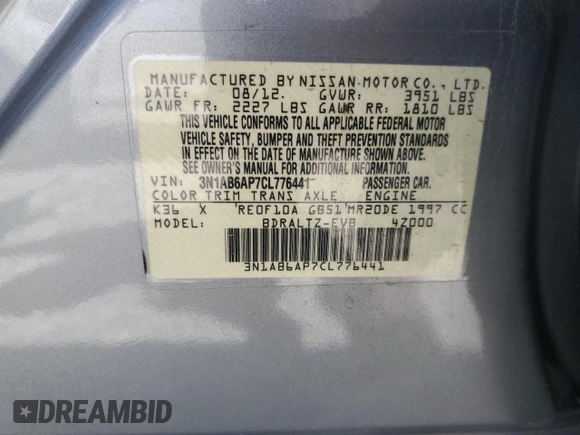 MANUFACTURED BY NISSAN MOTOR CO., LTD.
DATE: 08/12. GVWR: 3951 LBS
GAWR FR: 2227 LBS GAWR RR: 1810 LBS
THIS VEHICLE CONFORMS TO ALL APPLICABLE FEDERAL MOTOR
VEHICLE SAFETY, BUMPER AND THEFT PREVENTION STANDARDS
IN EFFECT ON THE DATE OF MANUFACTURE SHOWN ABOVE.
SEE OWNER'S MANUAL FOR ADDITIONAL INFORMATION.
VIN: 3N1AB6AP7CL776441 PASSENGER CAR.
COLOR TRIM TRANS AXLE ENGINE
K36 X RE0F10A GB51 MR20DE 1997 CC
MODEL: BDRALTZ-EVB 4Z000
3N1AB6AP7CL776441
DREAMBID